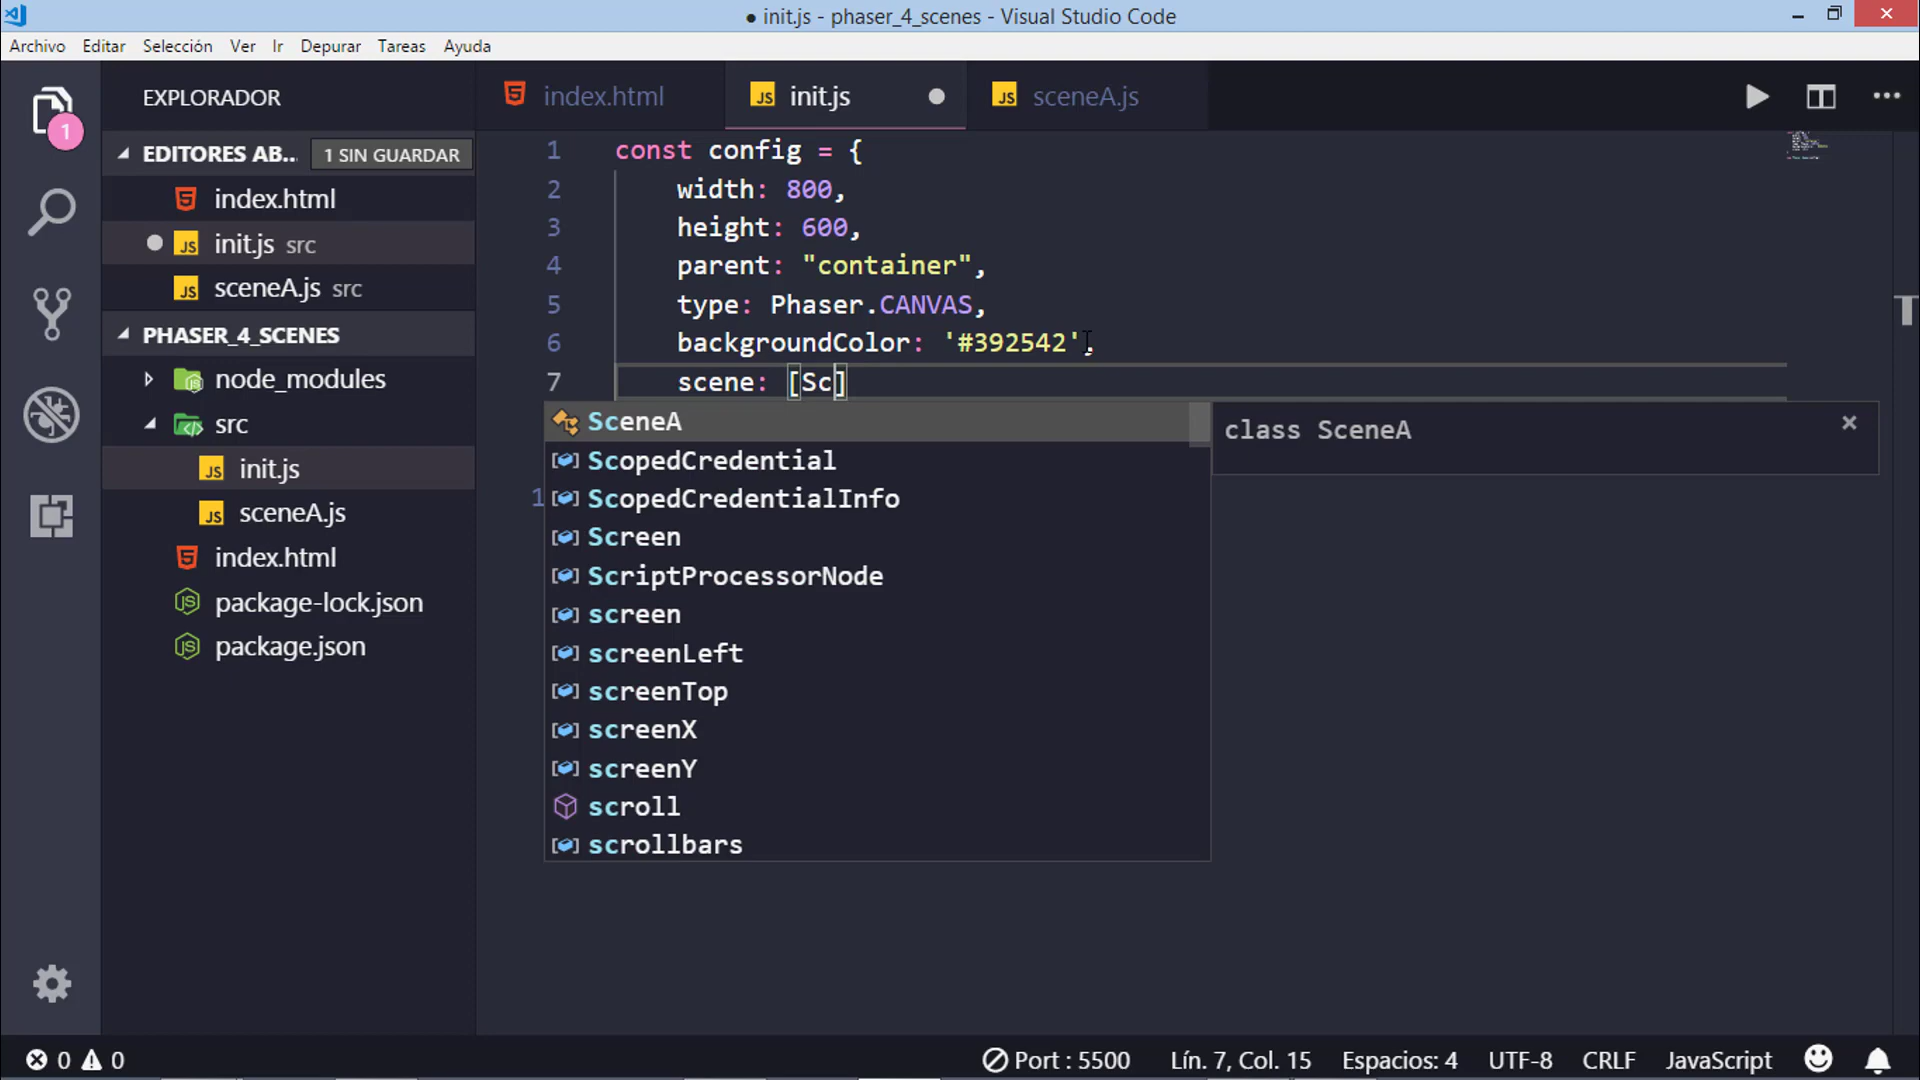 ● init.js - phaser_4_scenes - Visual Studio Code
Archivo Editar Selección Ver Ir Depurar Tareas Ayuda
1
EXPLORADOR
EDITORES AB... 1 SIN GUARDAR
index.html
init.js src
sceneA.js src
PHASER_4_SCENES
node_modules
src
init.js
sceneA.js
index.html
package-lock.json
package.json
index.html init.js sceneA.js
1 const config = {
2 width: 800,
3 height: 600,
4 parent: "container",
5 type: Phaser.CANVAS,
6 backgroundColor: '#392542',
7 scene: [Sc]
1
SceneA
ScopedCredential
ScopedCredentialInfo
Screen
ScriptProcessorNode
screen
screenLeft
screenTop
screenX
screenY
scroll
scrollbars
class SceneA
0 0 Port : 5500 Lín. 7, Col. 15 Espacios: 4 UTF-8 CRLF JavaScript